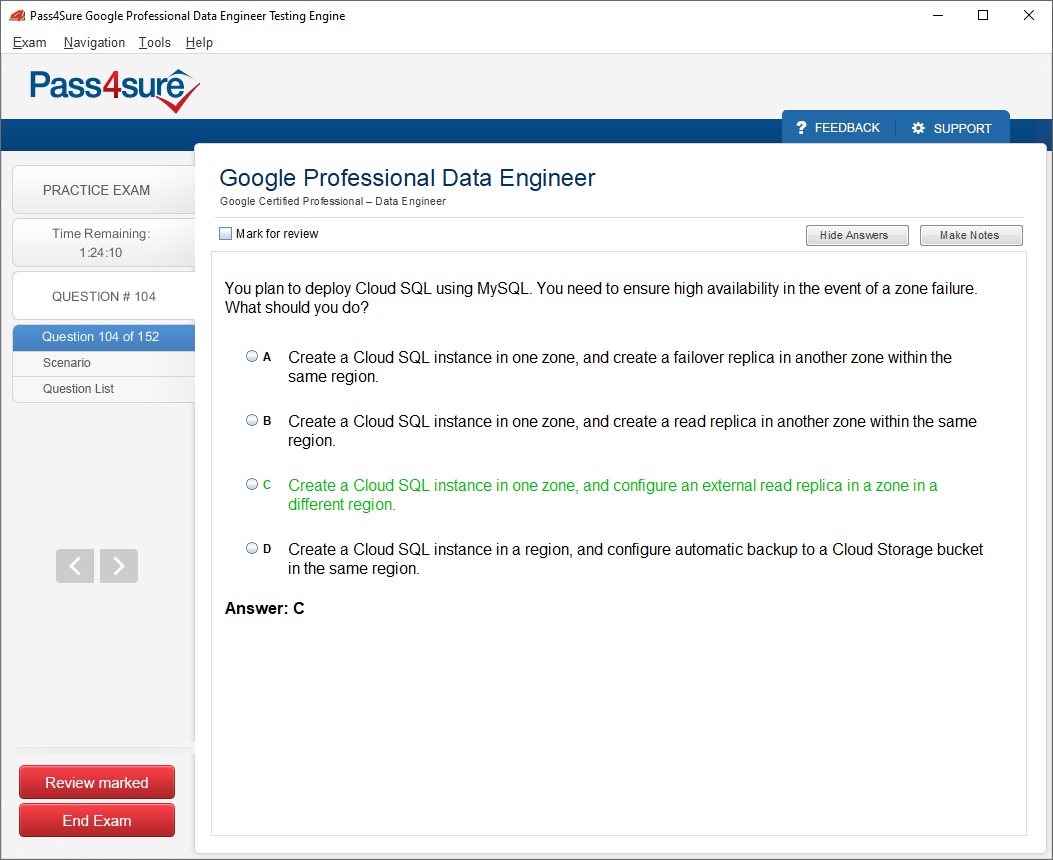 Pass4Sure Google Professional Data Engineer Testing Engine
Exam Navigation Tools Help
Pass4sure
? FEEDBACK SUPPORT
PRACTICE EXAM
Time Remaining:
1:24:10
QUESTION # 104
Question 104 of 152
Scenario
Question List
Google Professional Data Engineer
Google Certified Professional – Data Engineer
Mark for review
Hide Answers Make Notes
You plan to deploy Cloud SQL using MySQL. You need to ensure high availability in the event of a zone failure.
What should you do?
A Create a Cloud SQL instance in one zone, and create a failover replica in another zone within the
same region.
B Create a Cloud SQL instance in one zone, and create a read replica in another zone within the same
region.
C Create a Cloud SQL instance in one zone, and configure an external read replica in a zone in a
different region.
D Create a Cloud SQL instance in a region, and configure automatic backup to a Cloud Storage bucket
in the same region.
Answer: C
Review marked
End Exam